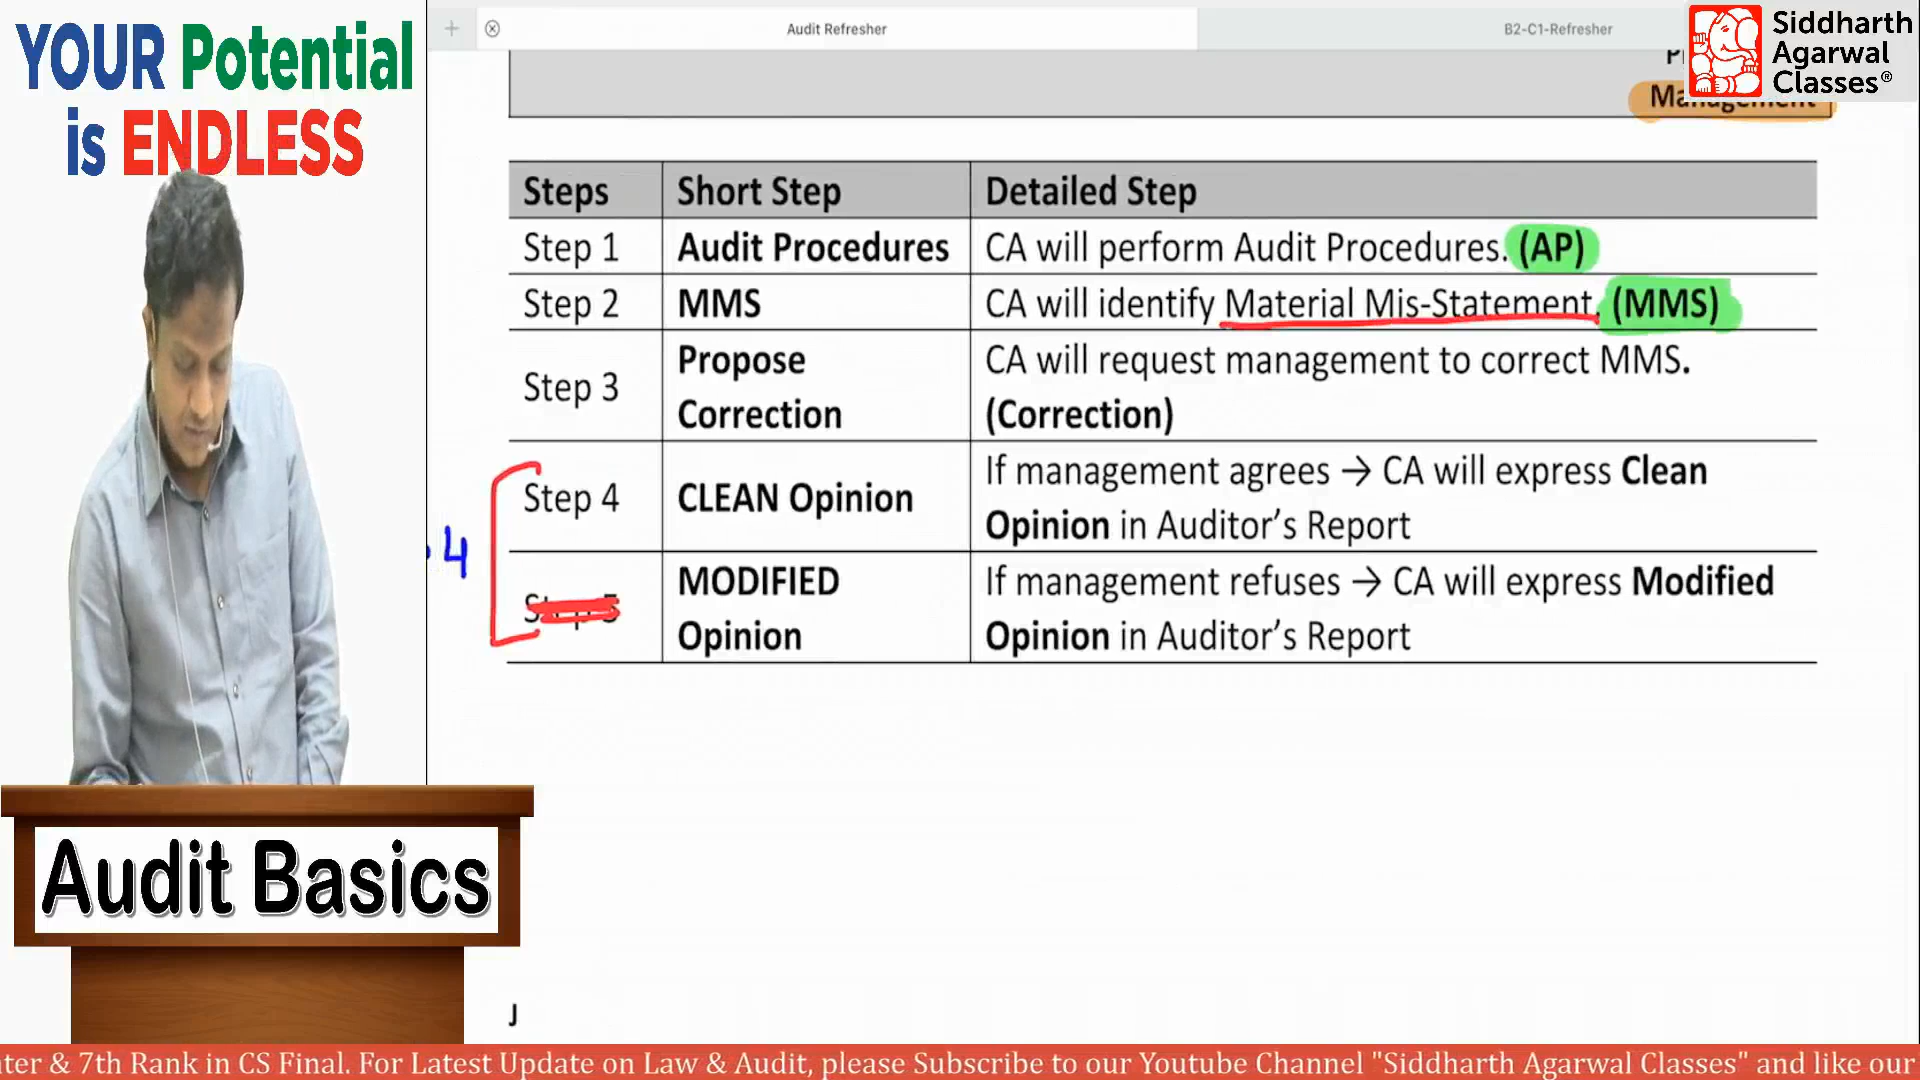 YOUR Potential
is ENDLESS
Audit Refresher
B2-C1-Refresher
Siddharth
Agarwal
Classes®
Management
Steps Short Step Detailed Step
Step 1 Audit Procedures CA will perform Audit Procedures. (AP)
Step 2 MMS CA will identify Material Mis-Statement. (MMS)
Step 3 Propose Correction CA will request management to correct MMS.
(Correction)
Step 4 CLEAN Opinion If management agrees → CA will express Clean
Opinion in Auditor's Report
4
Step 5 MODIFIED Opinion If management refuses → CA will express Modified
Opinion in Auditor's Report
Audit Basics
J
& 7th Rank in CS Final. For Latest Update on Law & Audit, please Subscribe to our Youtube Channel "Siddharth Agarwal Classes" and like our